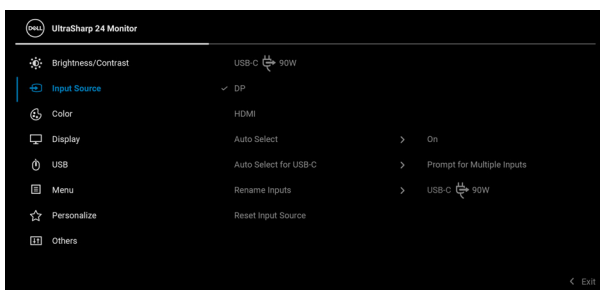 DELL UltraSharp 24 Monitor
Brightness/Contrast USB-C 90W
Input Source DP
Color HDMI
Display Auto Select On
USB Auto Select for USB-C Prompt for Multiple Inputs
Menu Rename Inputs USB-C 90W
Personalize Reset Input Source
Others
Exit